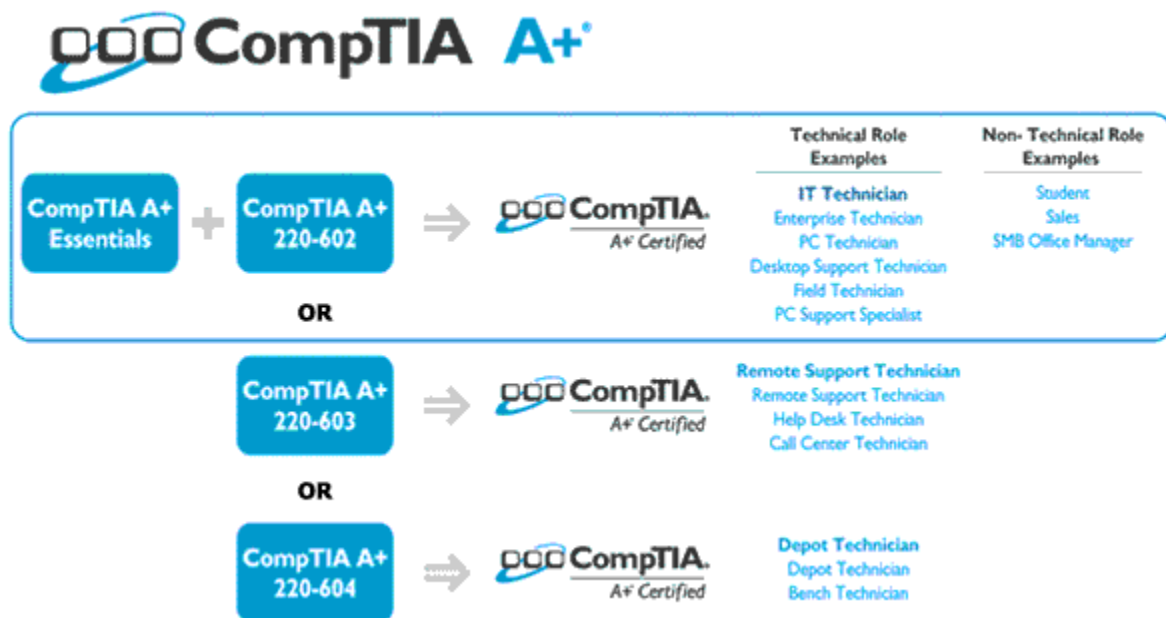 CompTIA A+®
Technical Role
Examples
Non- Technical Role
Examples
CompTIA A+
Essentials
+
CompTIA A+
220-602
CompTIA.
A+® Certified
IT Technician
Enterprise Technician
PC Technician
Desktop Support Technician
Field Technician
PC Support Specialist
Student
Sales
SMB Office Manager
OR
CompTIA A+
220-603
CompTIA.
A+® Certified
Remote Support Technician
Remote Support Technician
Help Desk Technician
Call Center Technician
OR
CompTIA A+
220-604
CompTIA.
A+® Certified
Depot Technician
Depot Technician
Bench Technician